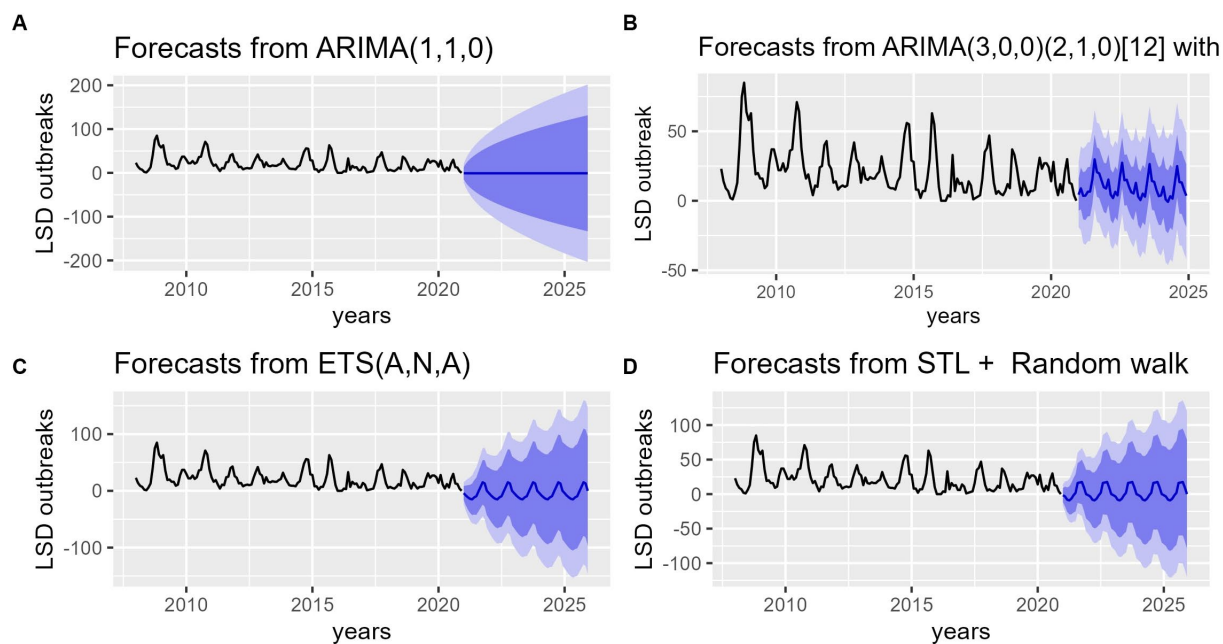 A
Forecasts from ARIMA(1,1,0)
200
100
0
-100
-200
LSD outbreaks
2010 2015 2020 2025
years
B
Forecasts from ARIMA(3,0,0)(2,1,0)[12] with
50
0
-50
LSD outbreak
2010 2015 2020 2025
years
C
Forecasts from ETS(A,N,A)
100
0
-100
LSD outbreaks
2010 2015 2020 2025
years
D
Forecasts from STL + Random walk
100
50
0
-50
-100
LSD outbreaks
2010 2015 2020 2025
years